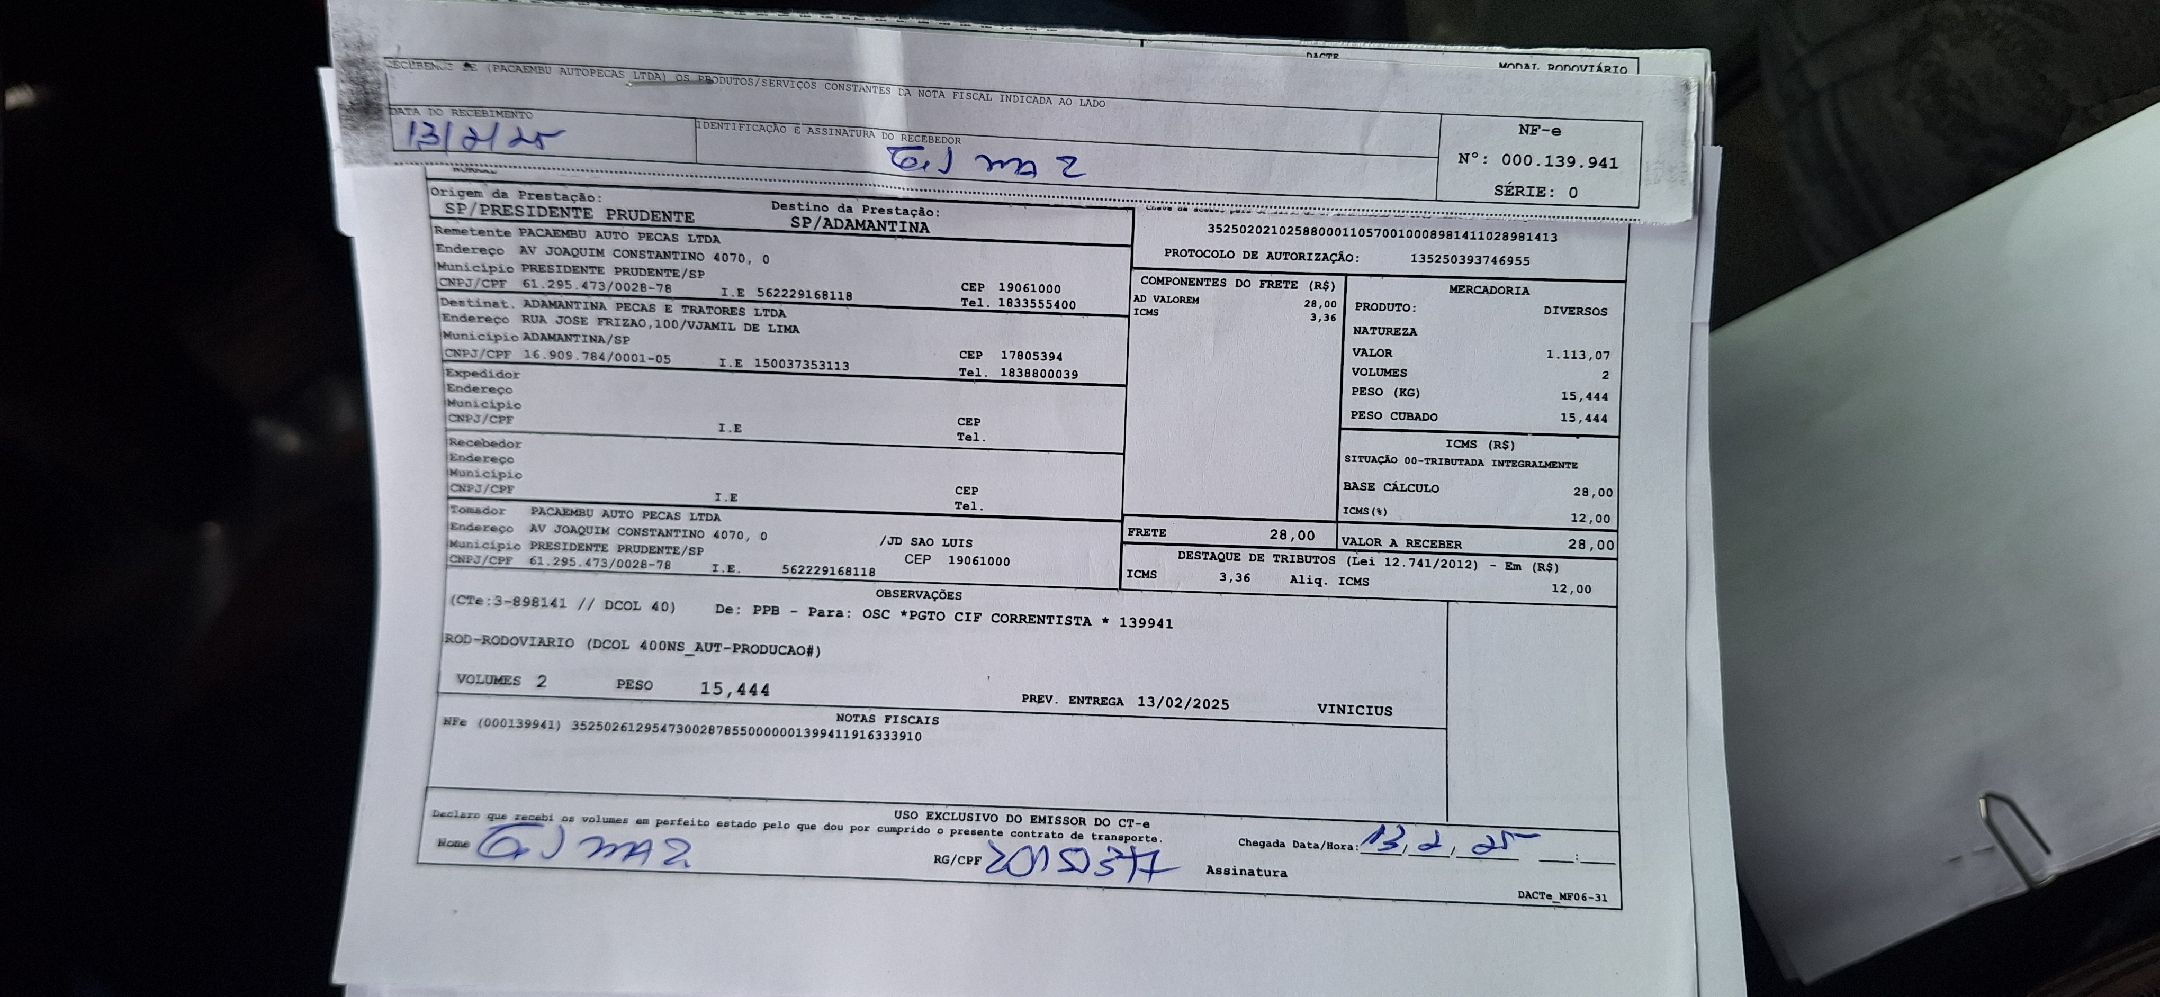 DACTE
MODAL RODOVIÁRIO
RECEBEMOS DE (PACAEMBU AUTOPECAS LTDA) OS PRODUTOS/SERVIÇOS CONSTANTES DA NOTA FISCAL INDICADA AO LADO
DATA DO RECEBIMENTO
13/2/25
IDENTIFICAÇÃO E ASSINATURA DO RECEBEDOR
NF-e
Nº: 000.139.941
SÉRIE: 0
Origem da Prestação:
SP/PRESIDENTE PRUDENTE
Destino da Prestação:
SP/ADAMANTINA
Remetente PACAEMBU AUTO PECAS LTDA
Endereço AV JOAQUIM CONSTANTINO 4070, 0
Município PRESIDENTE PRUDENTE/SP CEP 19061000
CNPJ/CPF 61.295.473/0028-78 I.E 562229168118 Tel. 1833555400
Destinat. ADAMANTINA PECAS E TRATORES LTDA
Endereço RUA JOSE FRIZAO,100/VJAMIL DE LIMA
Município ADAMANTINA/SP CEP 17805394
CNPJ/CPF 16.909.784/0001-05 I.E 150037353113 Tel. 1838800039
Expedidor
Endereço
Município CEP
CNPJ/CPF I.E Tel.
Recebedor
Endereço
Município CEP
CNPJ/CPF I.E Tel.
Tomador PACAEMBU AUTO PECAS LTDA
Endereço AV JOAQUIM CONSTANTINO 4070, 0 /JD SAO LUIS
Município PRESIDENTE PRUDENTE/SP CEP 19061000
CNPJ/CPF 61.295.473/0028-78 I.E. 562229168118
35250202102588000110570010008981411028981413
PROTOCOLO DE AUTORIZAÇÃO: 135250393746955
COMPONENTES DO FRETE (R$)
AD VALOREM 28,00
ICMS 3,36
FRETE 28,00
MERCADORIA
PRODUTO: DIVERSOS
NATUREZA
VALOR 1.113,07
VOLUMES 2
PESO (KG) 15,444
PESO CUBADO 15,444
ICMS (R$)
SITUAÇÃO 00-TRIBUTADA INTEGRALMENTE
BASE CÁLCULO 28,00
ICMS(%) 12,00
VALOR A RECEBER 28,00
DESTAQUE DE TRIBUTOS (Lei 12.741/2012) - Em (R$)
ICMS 3,36 Aliq. ICMS 12,00
OBSERVAÇÕES
(CTe:3-898141 // DCOL 40) De: PPB - Para: OSC *PGTO CIF CORRENTISTA * 139941
ROD-RODOVIARIO (DCOL 400NS_AUT-PRODUCAO#)
VOLUMES 2 PESO 15,444 PREV. ENTREGA 13/02/2025 VINICIUS
NOTAS FISCAIS
NFe (000139941) 35250261295473002878550000001399411916333910
USO EXCLUSIVO DO EMISSOR DO CT-e
Declaro que recebi os volumes em perfeito estado pelo que dou por cumprido o presente contrato de transporte.
Nome
RG/CPF
Chegada Data/Hora: 13, 2, 25 :
Assinatura
DACTe_MF06-31